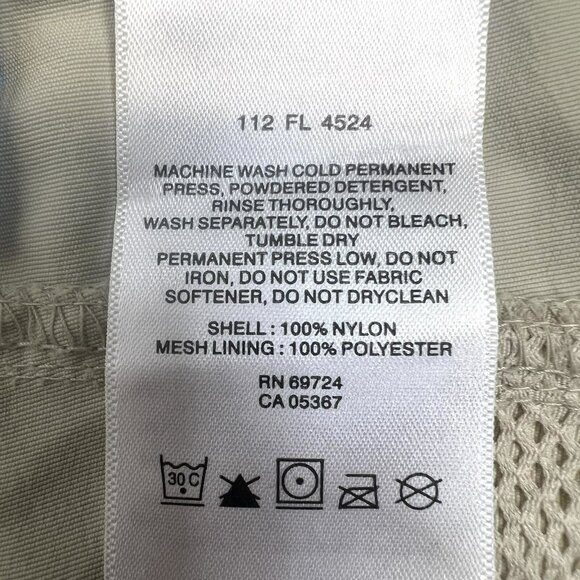 112 FL 4524
MACHINE WASH COLD PERMANENT
PRESS, POWDERED DETERGENT,
RINSE THOROUGHLY,
WASH SEPARATELY, DO NOT BLEACH,
TUMBLE DRY
PERMANENT PRESS LOW, DO NOT
IRON, DO NOT USE FABRIC
SOFTENER, DO NOT DRYCLEAN
SHELL : 100% NYLON
MESH LINING : 100% POLYESTER
RN 69724
CA 05367
30 C